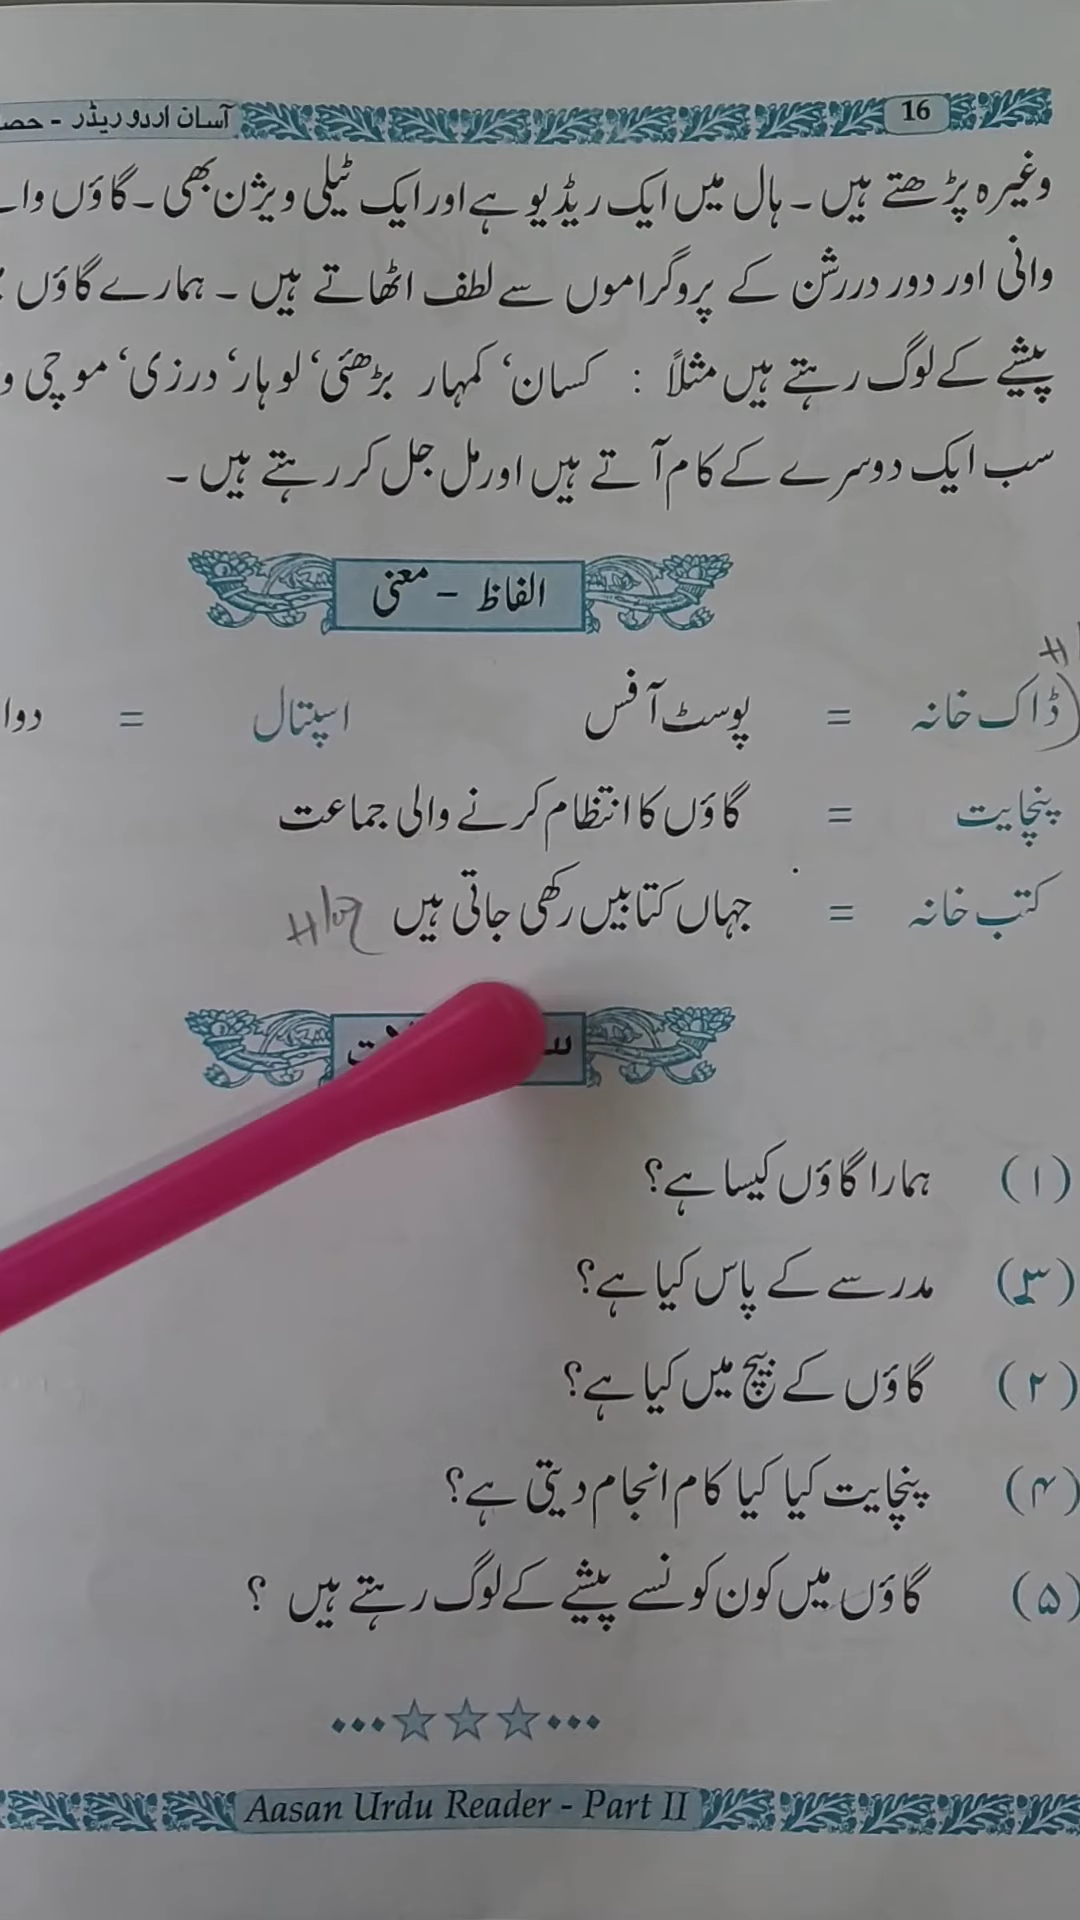 آسان اردو ریڈر - 16
وغیرہ پڑھتے ہیں۔ ہال میں ایک ریڈیو ہے اور ایک ٹیلی ویژن بھی۔ گاؤں
وانی اور دور درشن کے پروگراموں سے لطف اٹھاتے ہیں۔ ہمارے گاؤں
پیشے کے لوگ رہتے ہیں مثلاً : کسان‘ کمہار بڑھئی‘ لوہار‘ درزی‘ موچی
سب ایک دوسرے کے کام آتے ہیں اور مل جل کر رہتے ہیں۔
الفاظ - معنی
ڈاک خانہ = پوسٹ آفس اسپتال =
پنچایت = گاؤں کا انتظام کرنے والی جماعت
کتب خانہ = جہاں کتابیں رکھی جاتی ہیں
(۱) ہمارا گاؤں کیسا ہے؟
(۳) مدرسے کے پاس کیا ہے؟
(۲) گاؤں کے بیچ میں کیا ہے؟
(۴) پنچایت کیا کیا کام انجام دیتی ہے؟
(۵) گاؤں میں کون کونسے پیشے کے لوگ رہتے ہیں ؟
Aasan Urdu Reader - Part II